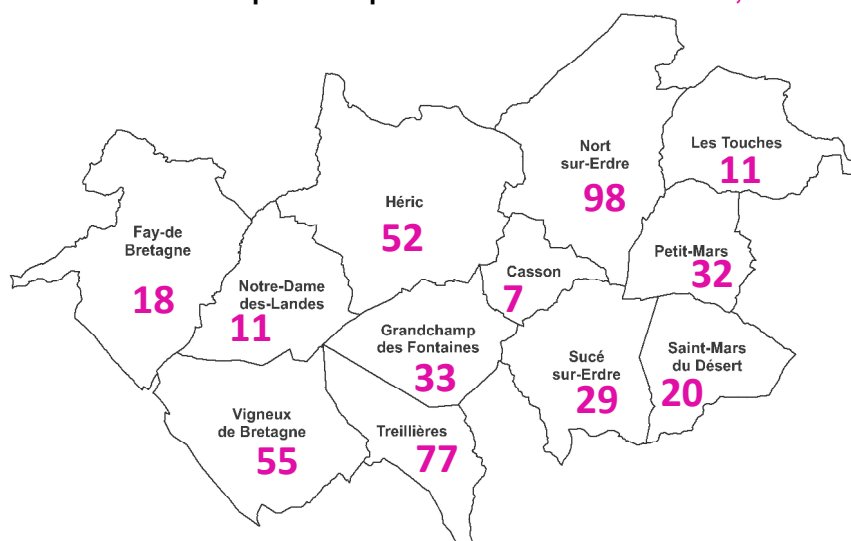 Nort
sur-Erdre
98
Les Touches
11
Héric
52
Fay-de
Bretagne
18
Notre-Dame
des-Landes
11
Casson
7
Petit-Mars
32
Grandchamp
des Fontaines
33
Sucé
sur-Erdre
29
Saint-Mars
du Désert
20
Vigneux
de Bretagne
55
Treillières
77